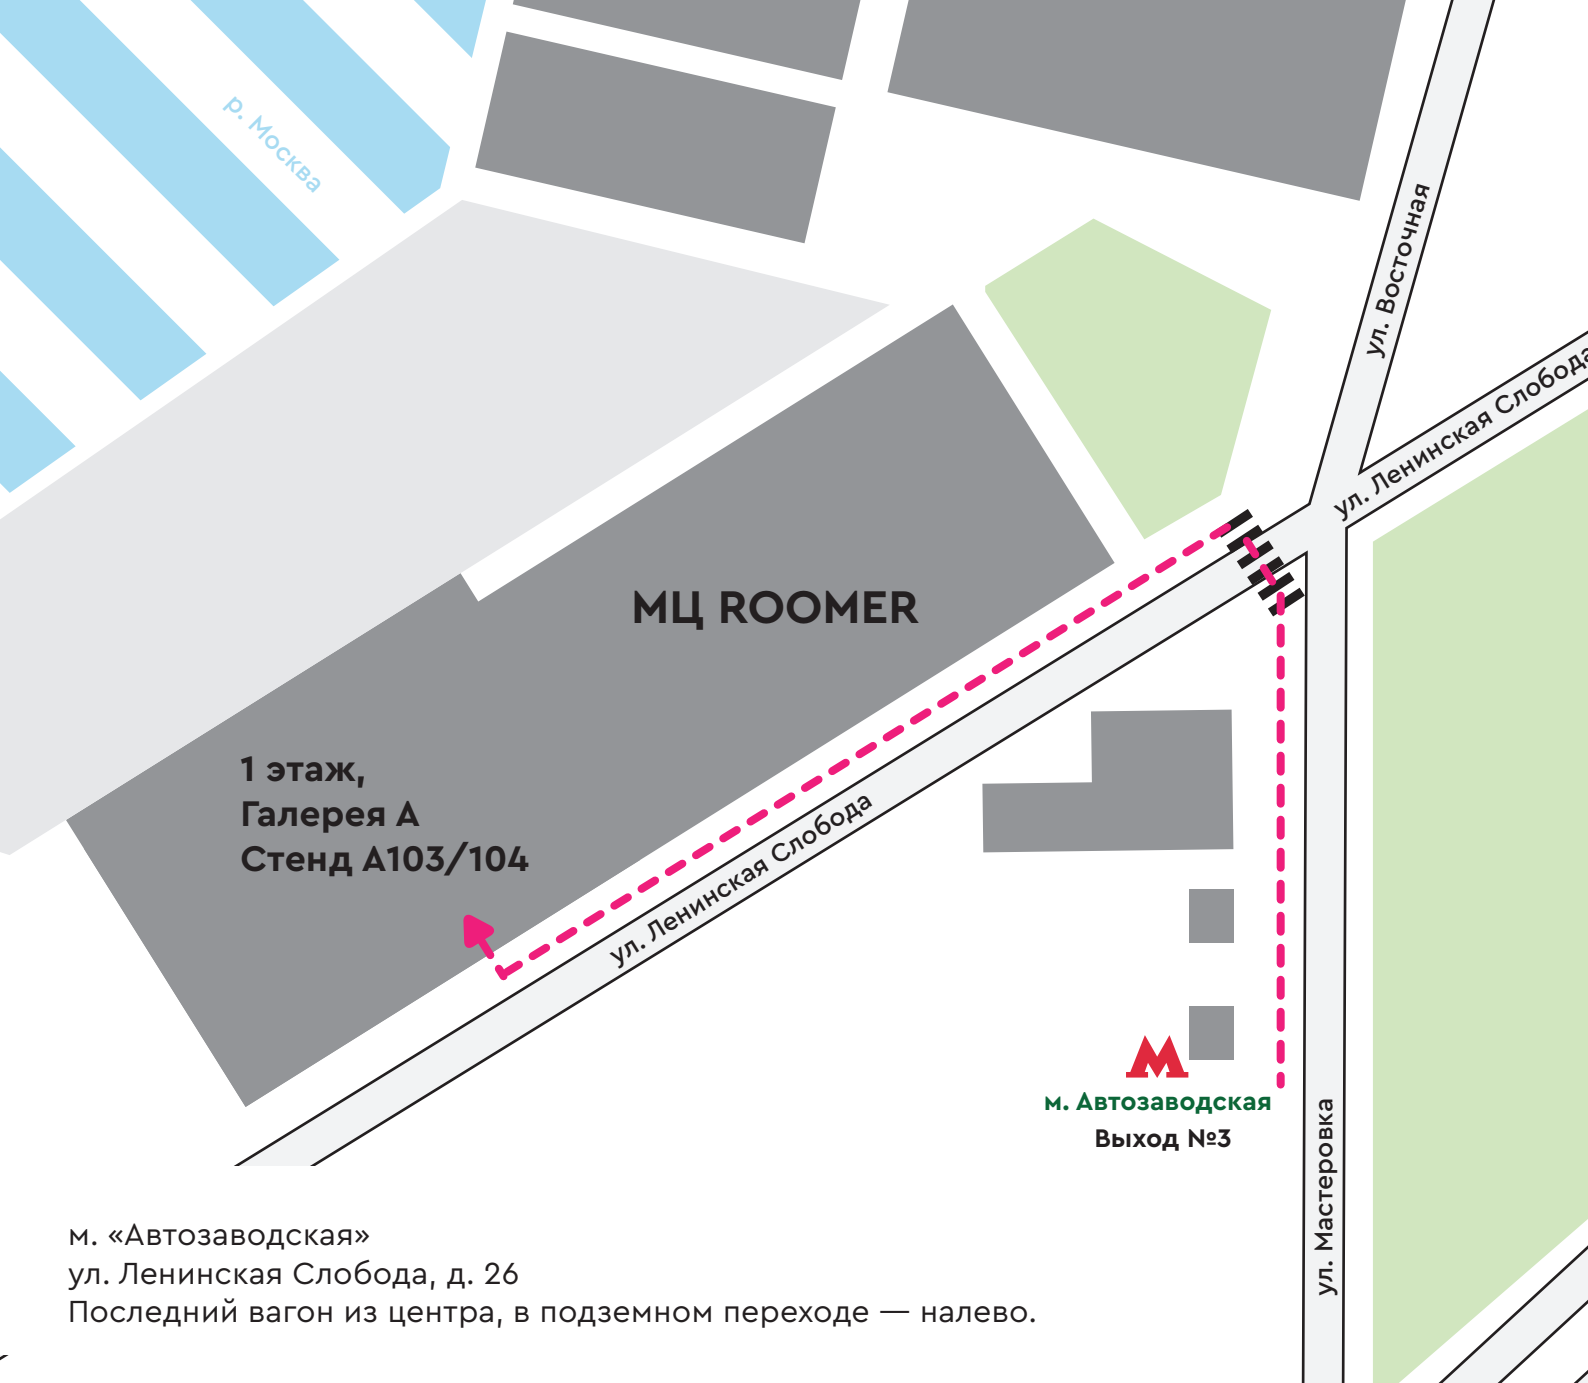 р. Москва
ул. Восточная
ул. Ленинская Слобода
МЦ ROOMER
1 этаж,
Галерея А
Стенд А103/104
ул. Ленинская Слобода
м. Автозаводская
Выход №3
ул. Мастеровка
м. «Автозаводская»
ул. Ленинская Слобода, д. 26
Последний вагон из центра, в подземном переходе — налево.